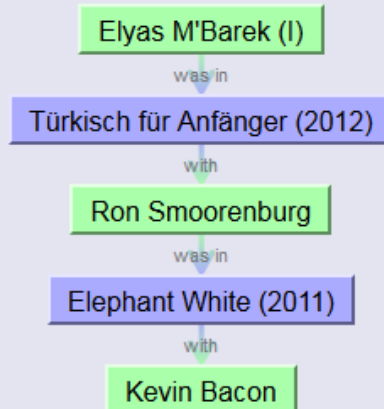 Elyas M'Barek (I)
was in
Türkisch für Anfänger (2012)
with
Ron Smoorenburg
was in
Elephant White (2011)
with
Kevin Bacon